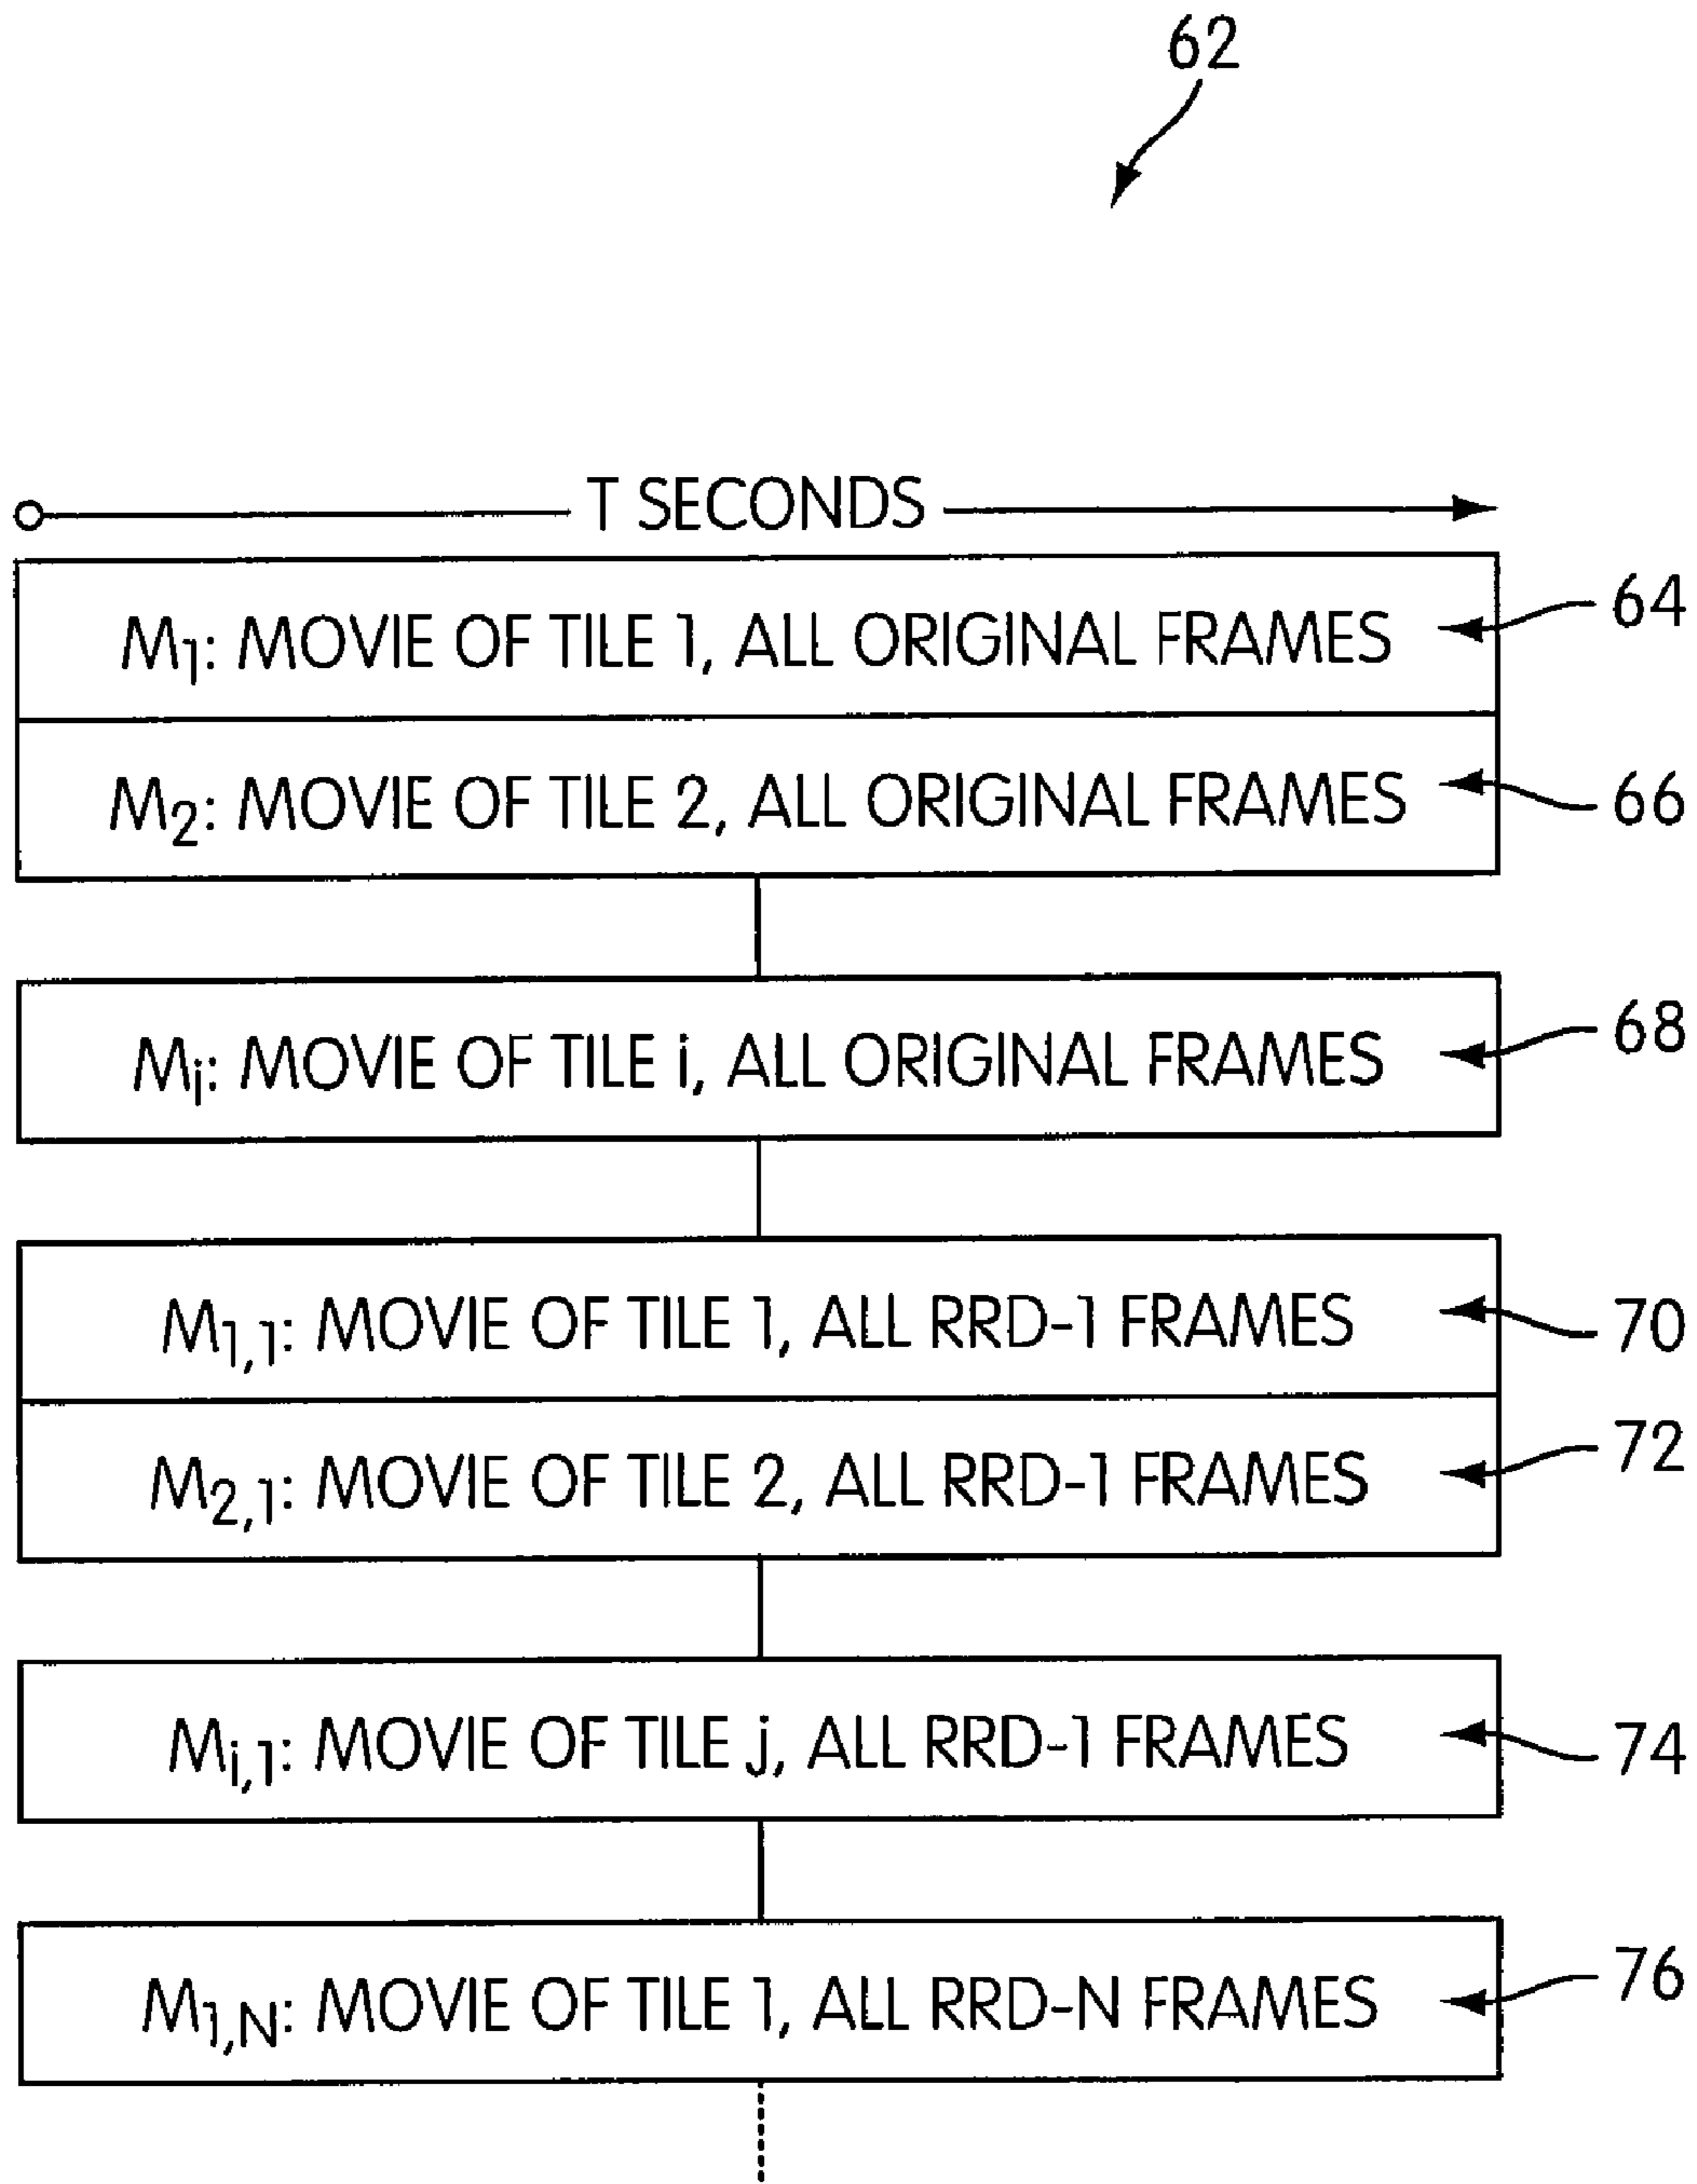 62
T SECONDS
M1: MOVIE OF TILE 1, ALL ORIGINAL FRAMES
64
M2: MOVIE OF TILE 2, ALL ORIGINAL FRAMES
66
Mi: MOVIE OF TILE i, ALL ORIGINAL FRAMES
68
M1,1: MOVIE OF TILE 1, ALL RRD-1 FRAMES
70
M2,1: MOVIE OF TILE 2, ALL RRD-1 FRAMES
72
Mi,1: MOVIE OF TILE j, ALL RRD-1 FRAMES
74
M1,N: MOVIE OF TILE 1, ALL RRD-N FRAMES
76